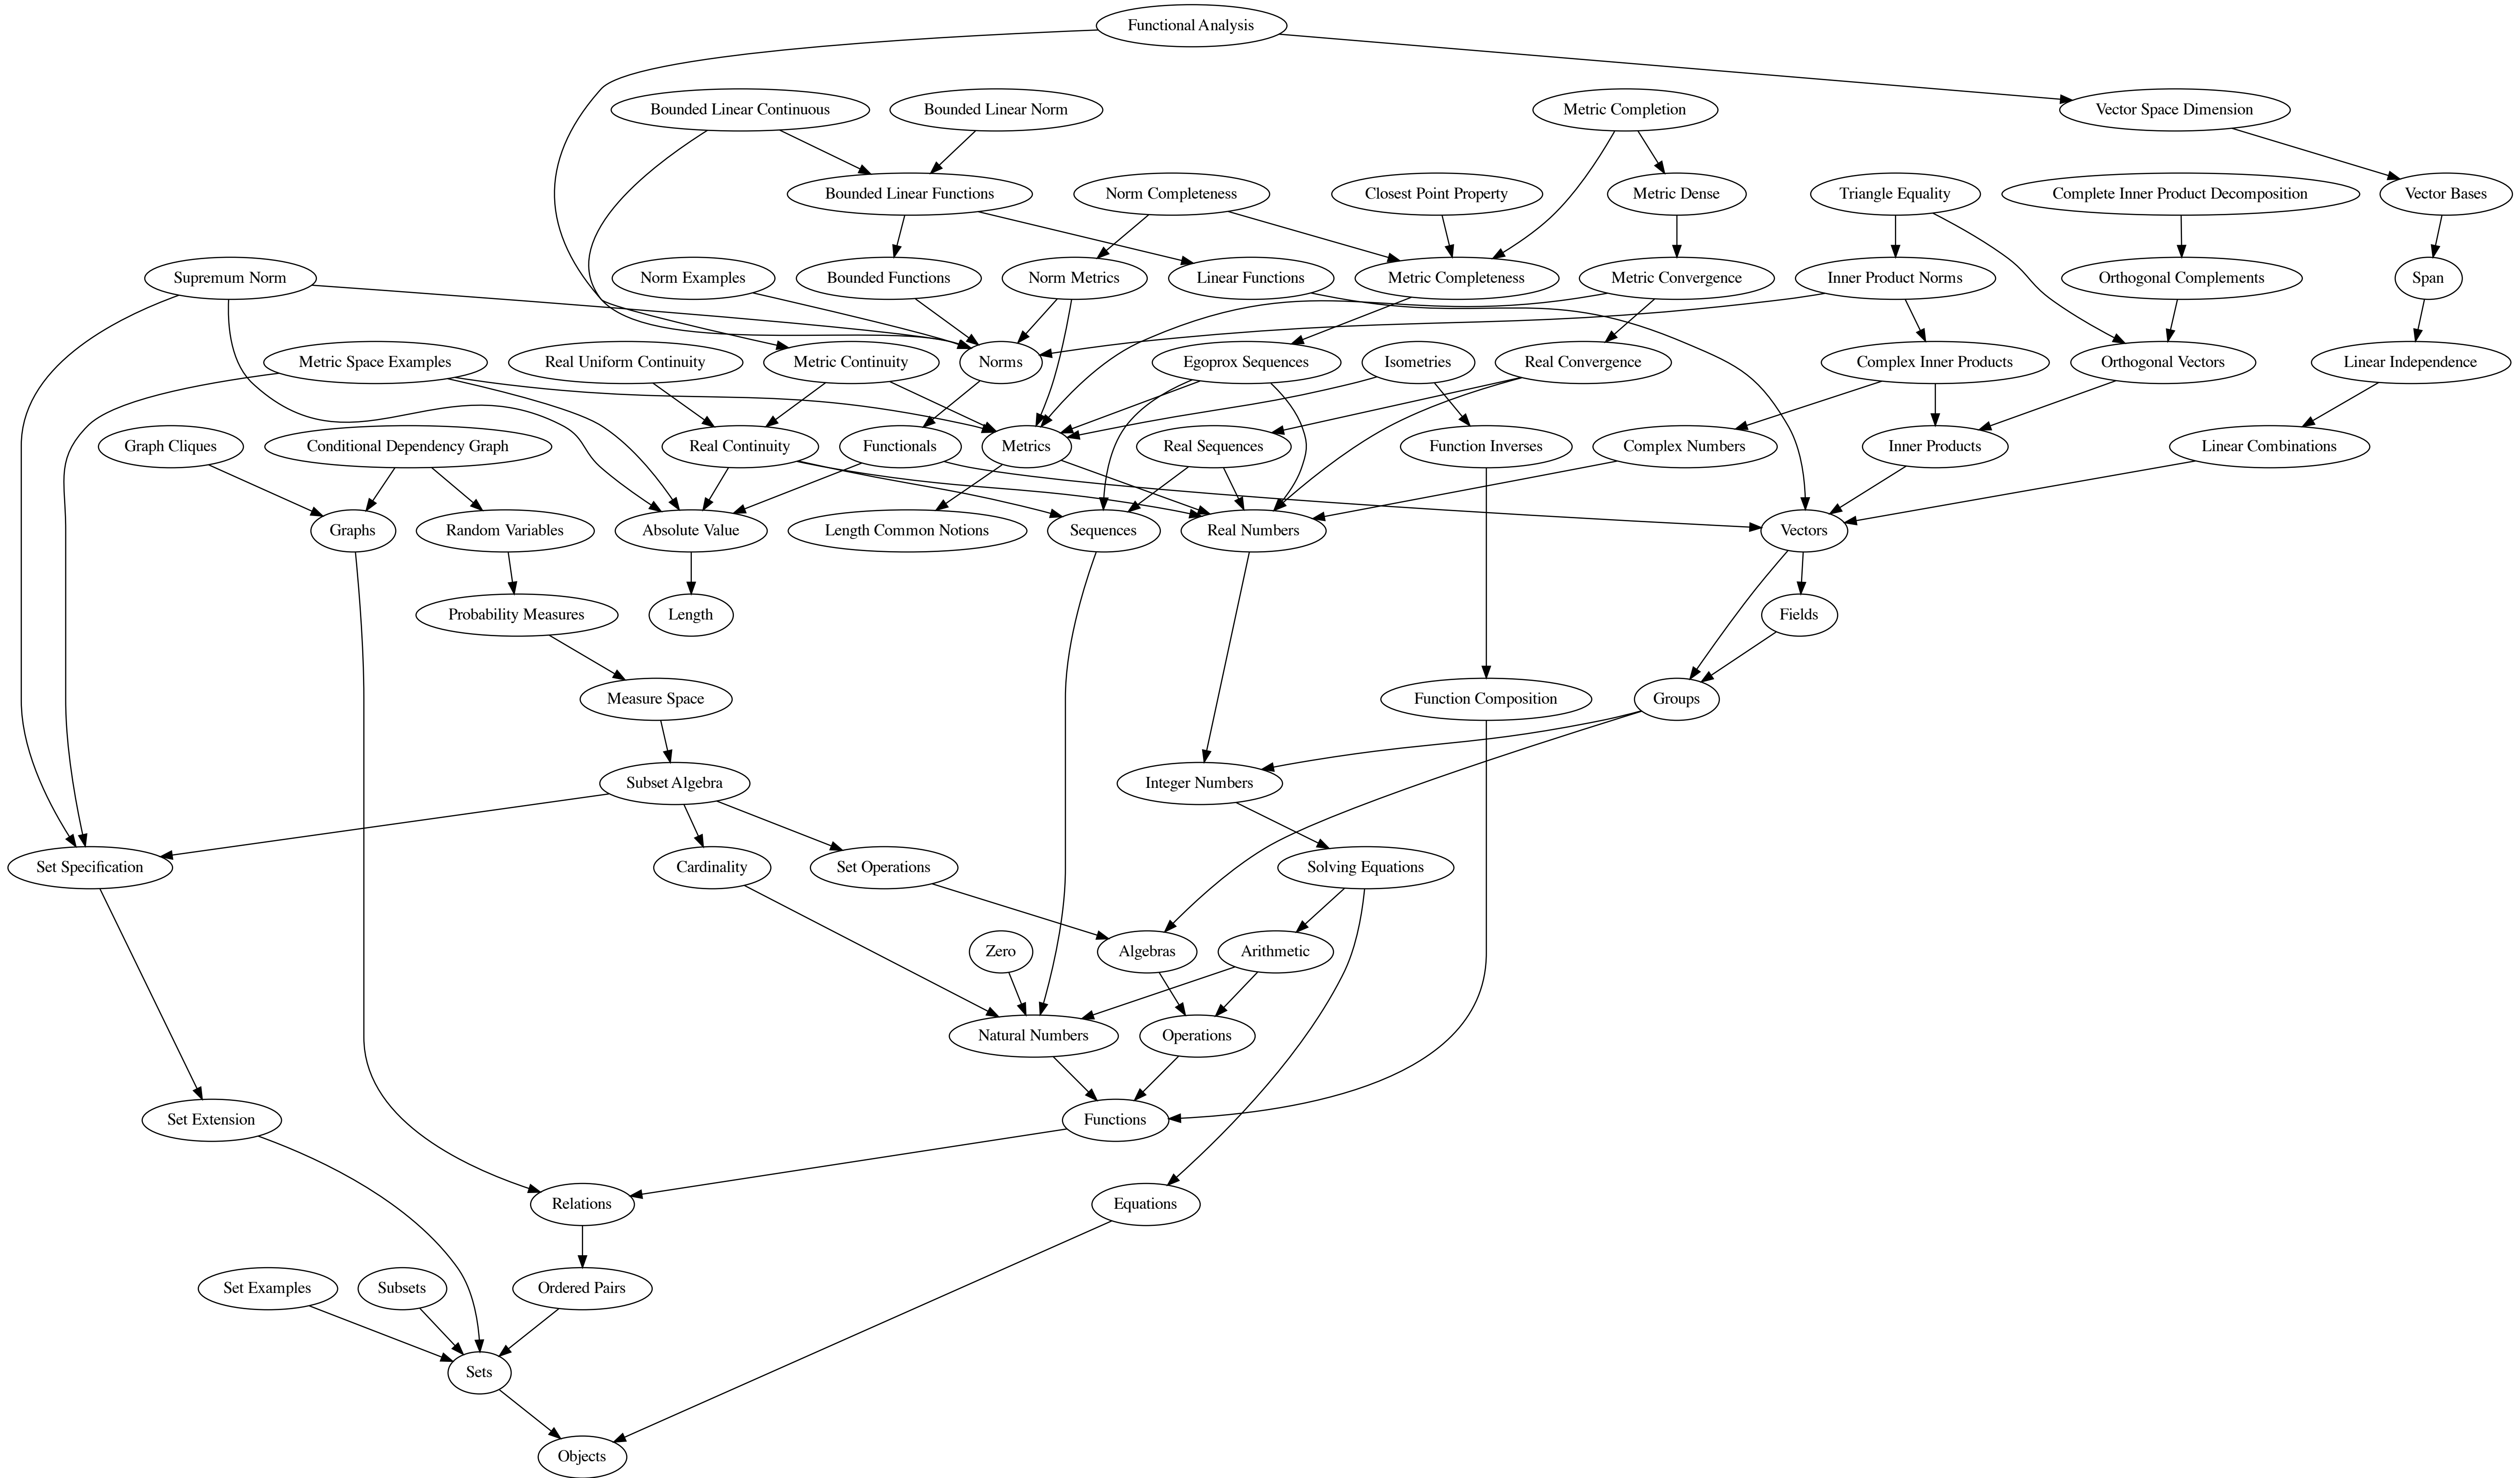 Functional Analysis
Bounded Linear Continuous
Bounded Linear Norm
Metric Completion
Vector Space Dimension
Bounded Linear Functions
Norm Completeness
Closest Point Property
Metric Dense
Triangle Equality
Complete Inner Product Decomposition
Vector Bases
Supremum Norm
Norm Examples
Bounded Functions
Norm Metrics
Linear Functions
Metric Completeness
Metric Convergence
Inner Product Norms
Orthogonal Complements
Span
Metric Space Examples
Real Uniform Continuity
Metric Continuity
Norms
Egoprox Sequences
Isometries
Real Convergence
Complex Inner Products
Orthogonal Vectors
Linear Independence
Graph Cliques
Conditional Dependency Graph
Real Continuity
Functionals
Metrics
Real Sequences
Function Inverses
Complex Numbers
Inner Products
Linear Combinations
Graphs
Random Variables
Absolute Value
Length Common Notions
Sequences
Real Numbers
Vectors
Probability Measures
Length
Fields
Measure Space
Function Composition
Groups
Subset Algebra
Integer Numbers
Set Specification
Cardinality
Set Operations
Solving Equations
Zero
Algebras
Arithmetic
Natural Numbers
Operations
Set Extension
Functions
Relations
Equations
Set Examples
Subsets
Ordered Pairs
Sets
Objects